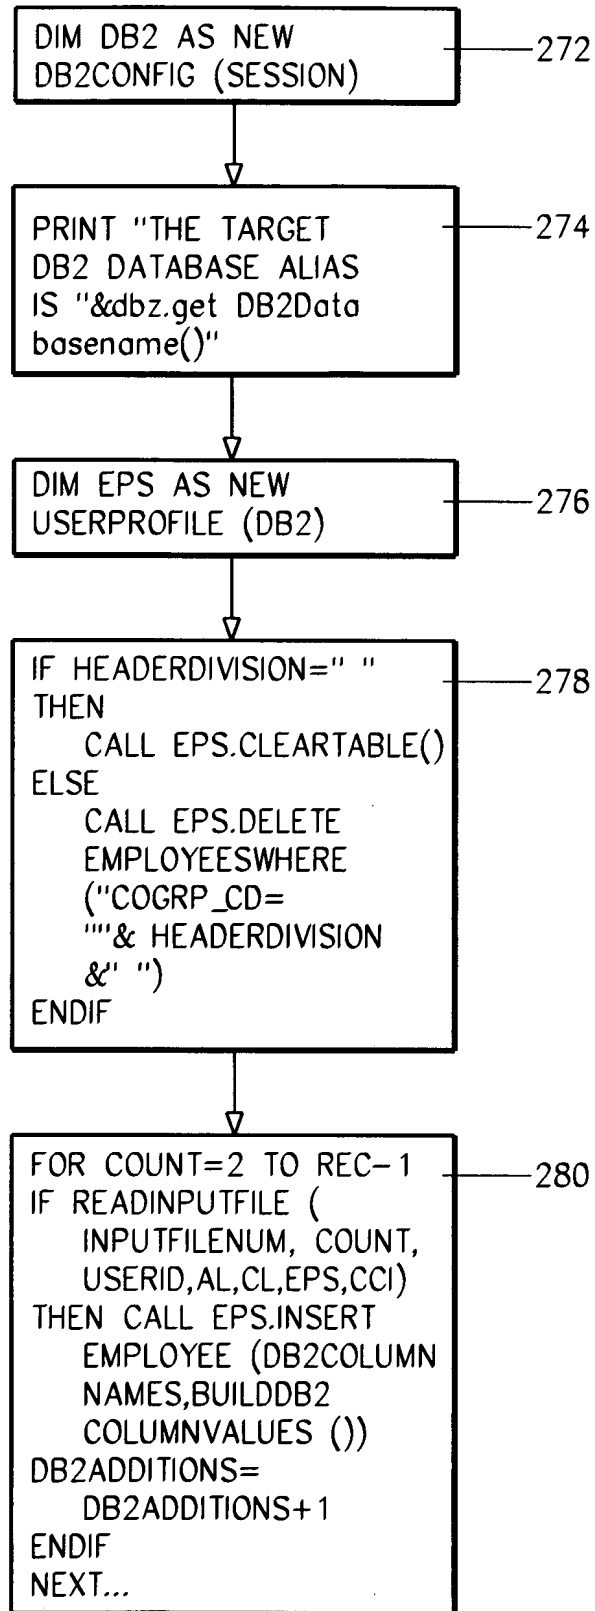 DIM DB2 AS NEW
DB2CONFIG (SESSION)
272
PRINT "THE TARGET
DB2 DATABASE ALIAS
IS "&dbz.get DB2Data
basename()"
274
DIM EPS AS NEW
USERPROFILE (DB2)
276
IF HEADERDIVISION=" "
THEN
CALL EPS.CLEARTABLE()
ELSE
CALL EPS.DELETE
EMPLOYEESWHERE
("COGRP_CD=
""& HEADERDIVISION
&" ")
ENDIF
278
FOR COUNT=2 TO REC-1
IF READINPUTFILE (
INPUTFILENUM, COUNT,
USERID,AL,CL,EPS,CCI)
THEN CALL EPS.INSERT
EMPLOYEE (DB2COLUMN
NAMES,BUILDDB2
COLUMNVALUES ())
DB2ADDITIONS=
DB2ADDITIONS+1
ENDIF
NEXT...
280